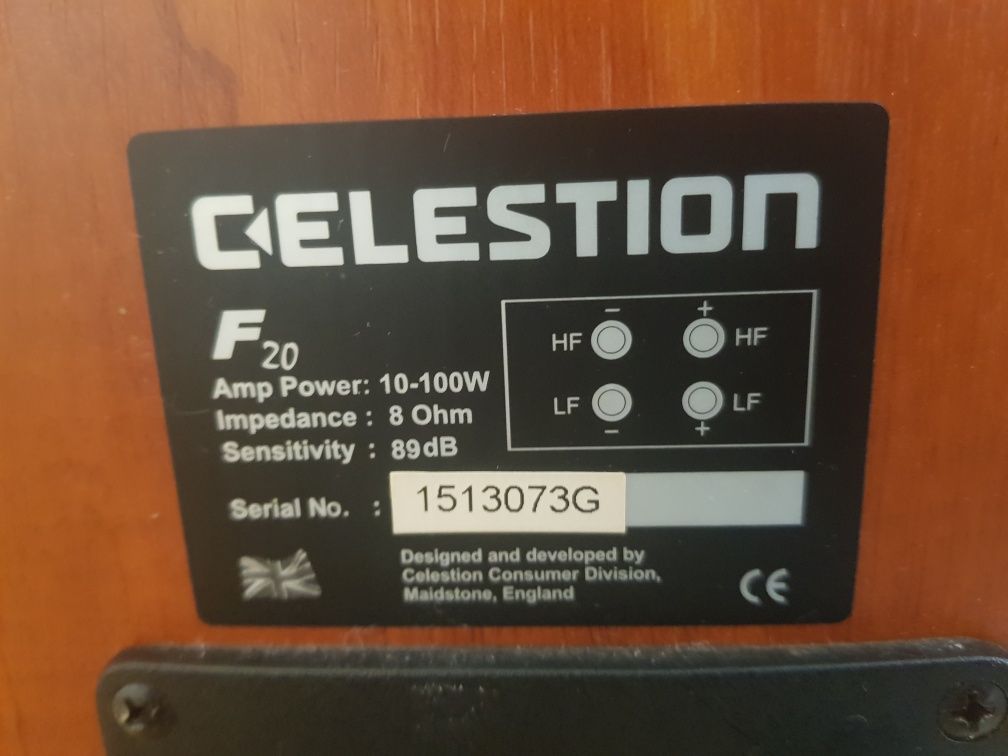 CELESTION
F20
Amp Power: 10-100W
Impedance : 8 Ohm
Sensitivity : 89dB
- +
HF HF
LF LF
- +
Serial No. : 1513073G
Designed and developed by
Celestion Consumer Division,
Maidstone, England
CE